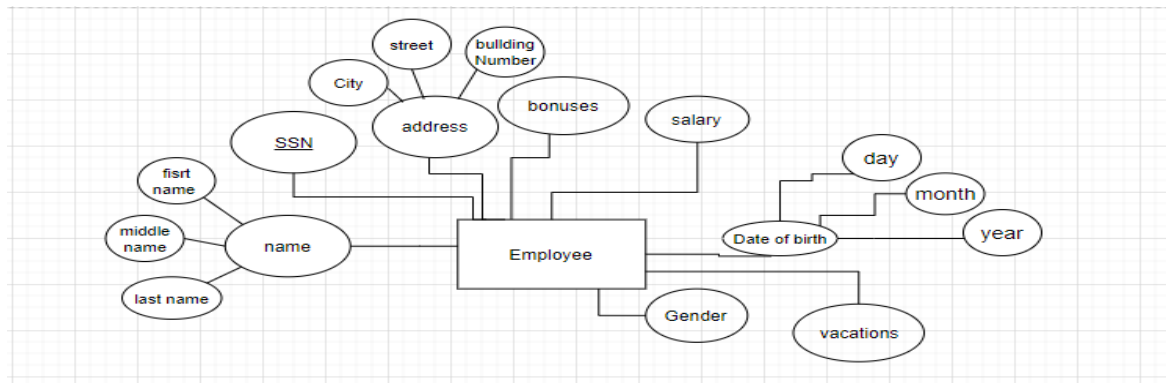 street
building
Number
City
address
bonuses
salary
SSN
day
fisrt
name
month
middle
name
name
Employee
Date of birth
year
last name
Gender
vacations